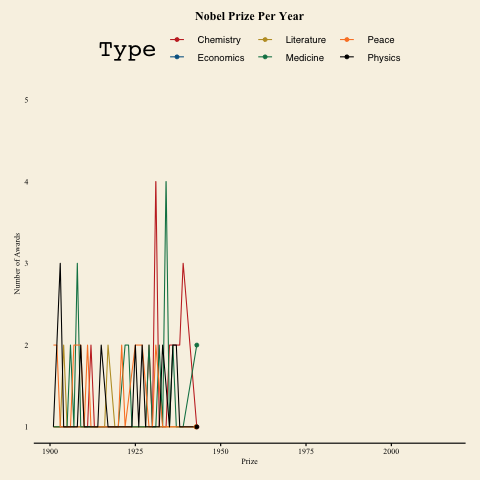 Nobel Prize Per Year
Type
Chemistry Literature Peace
Economics Medicine Physics
5
4
3
2
1
Number of Awards
1900 1925 1950 1975 2000
Prize